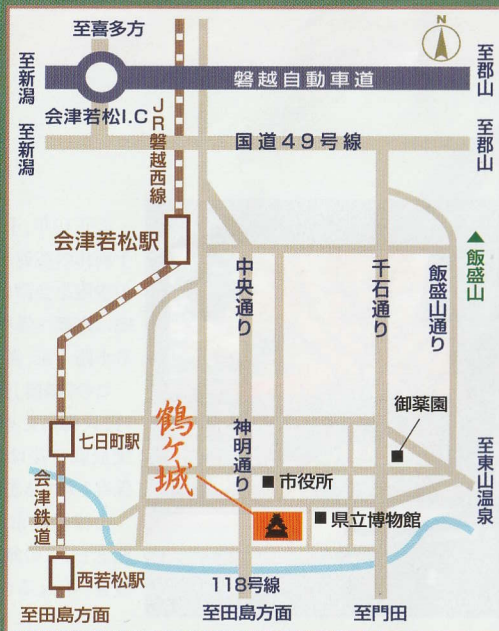 N
至喜多方
至新潟
磐越自動車道
至郡山
会津若松I.C
JR磐越西線
至新潟
国道49号線
至郡山
会津若松駅
中央通り
千石通り
飯盛山通り
▲飯盛山
御薬園
鶴ヶ城
神明通り
七日町駅
市役所
至東山温泉
会津鉄道
県立博物館
西若松駅
118号線
至田島方面
至田島方面
至門田